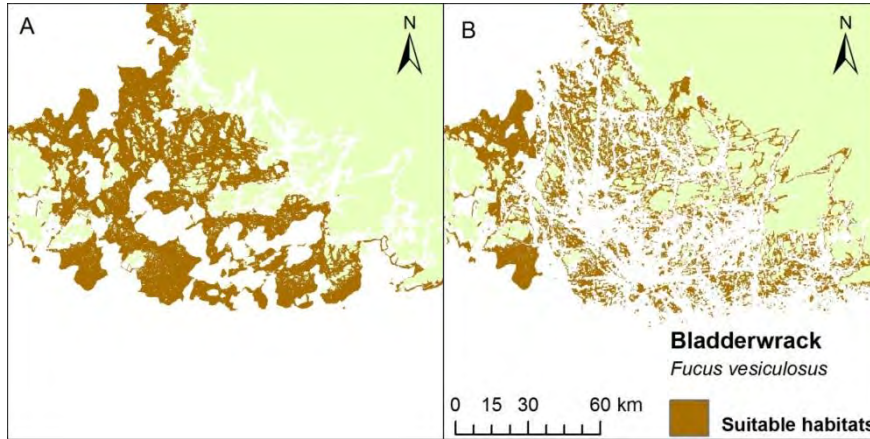 A
N
B
N
Bladderwrack
Fucus vesiculosus
0 15 30 60 km
Suitable habitats